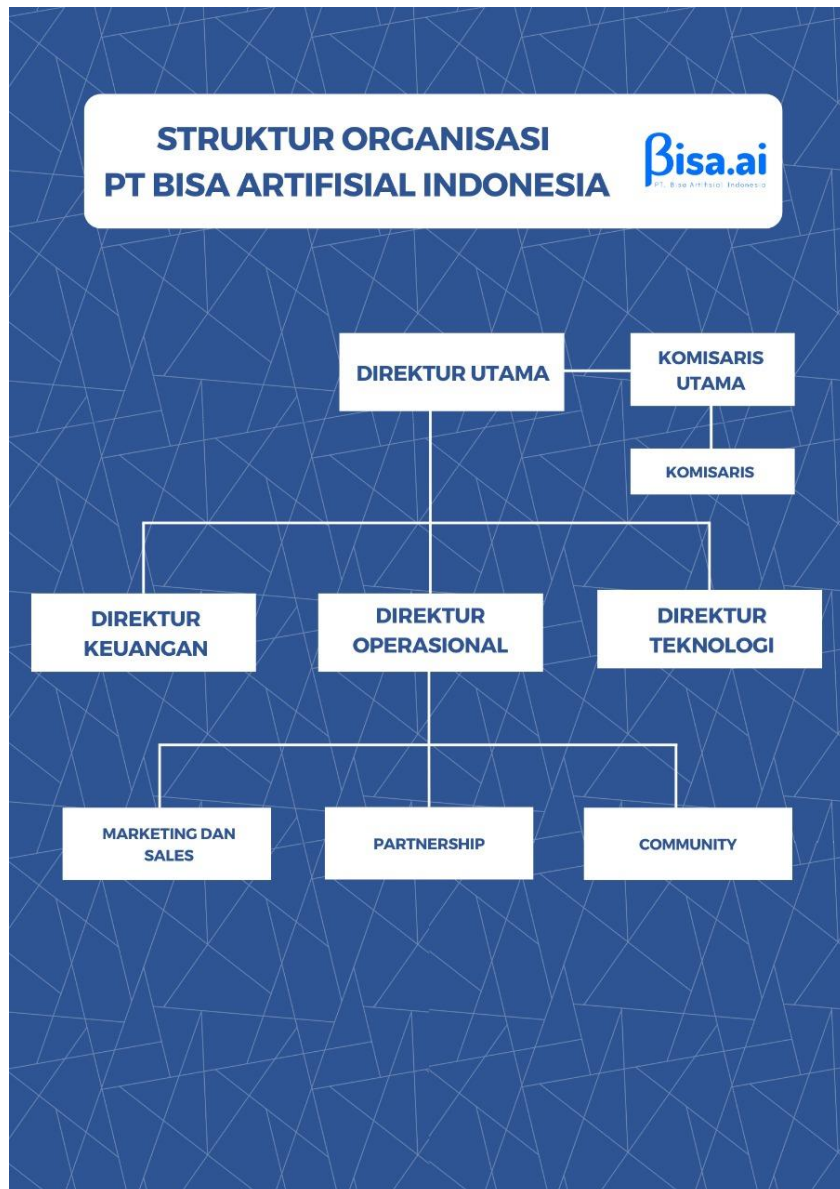 STRUKTUR ORGANISASI
PT BISA ARTIFISIAL INDONESIA
βisa.ai
PT. Bisa Artifisial Indonesia
DIREKTUR UTAMA
KOMISARIS
UTAMA
KOMISARIS
DIREKTUR
KEUANGAN
DIREKTUR
OPERASIONAL
DIREKTUR
TEKNOLOGI
MARKETING DAN
SALES
PARTNERSHIP
COMMUNITY